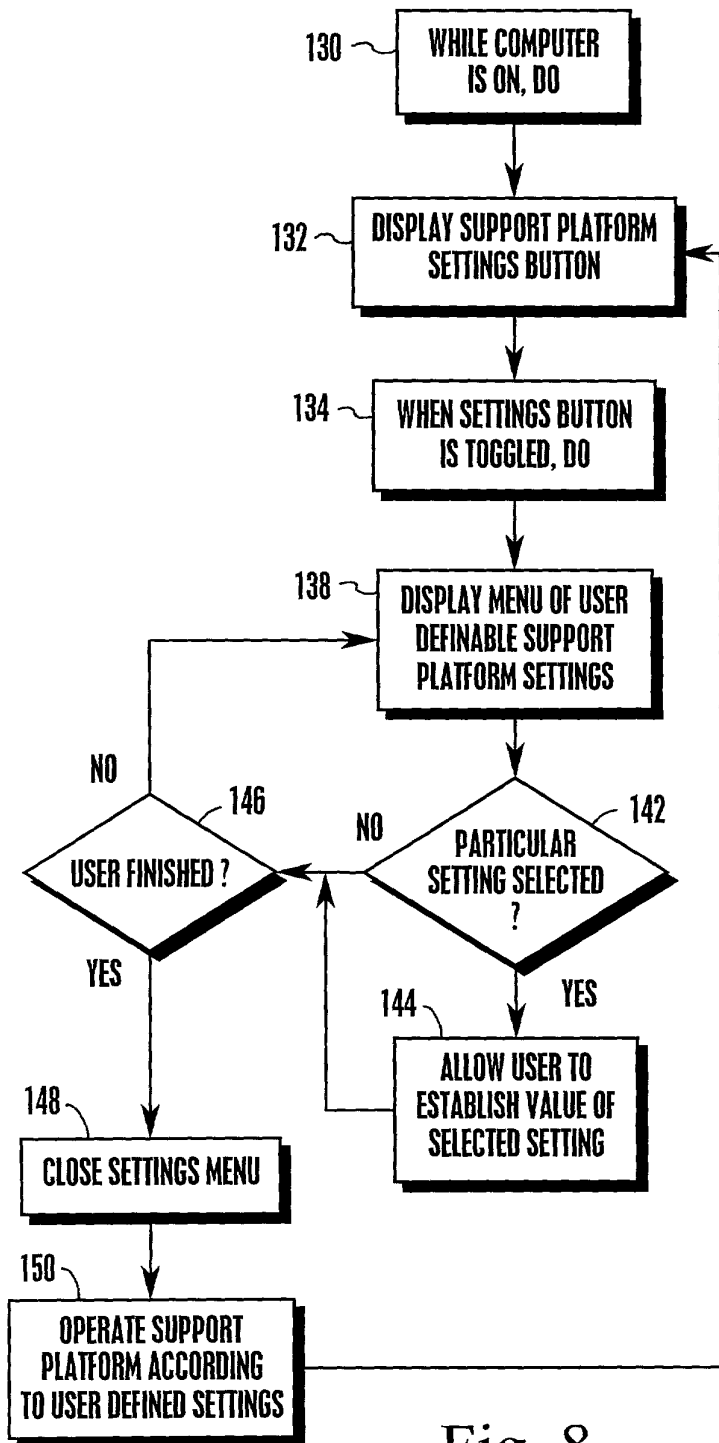 130
WHILE COMPUTER
IS ON, DO
132
DISPLAY SUPPORT PLATFORM
SETTINGS BUTTON
134
WHEN SETTINGS BUTTON
IS TOGGLED, DO
138
DISPLAY MENU OF USER
DEFINABLE SUPPORT
PLATFORM SETTINGS
NO
146
USER FINISHED ?
YES
NO
142
PARTICULAR
SETTING SELECTED
?
YES
144
ALLOW USER TO
ESTABLISH VALUE OF
SELECTED SETTING
148
CLOSE SETTINGS MENU
150
OPERATE SUPPORT
PLATFORM ACCORDING
TO USER DEFINED SETTINGS
Fig. 8